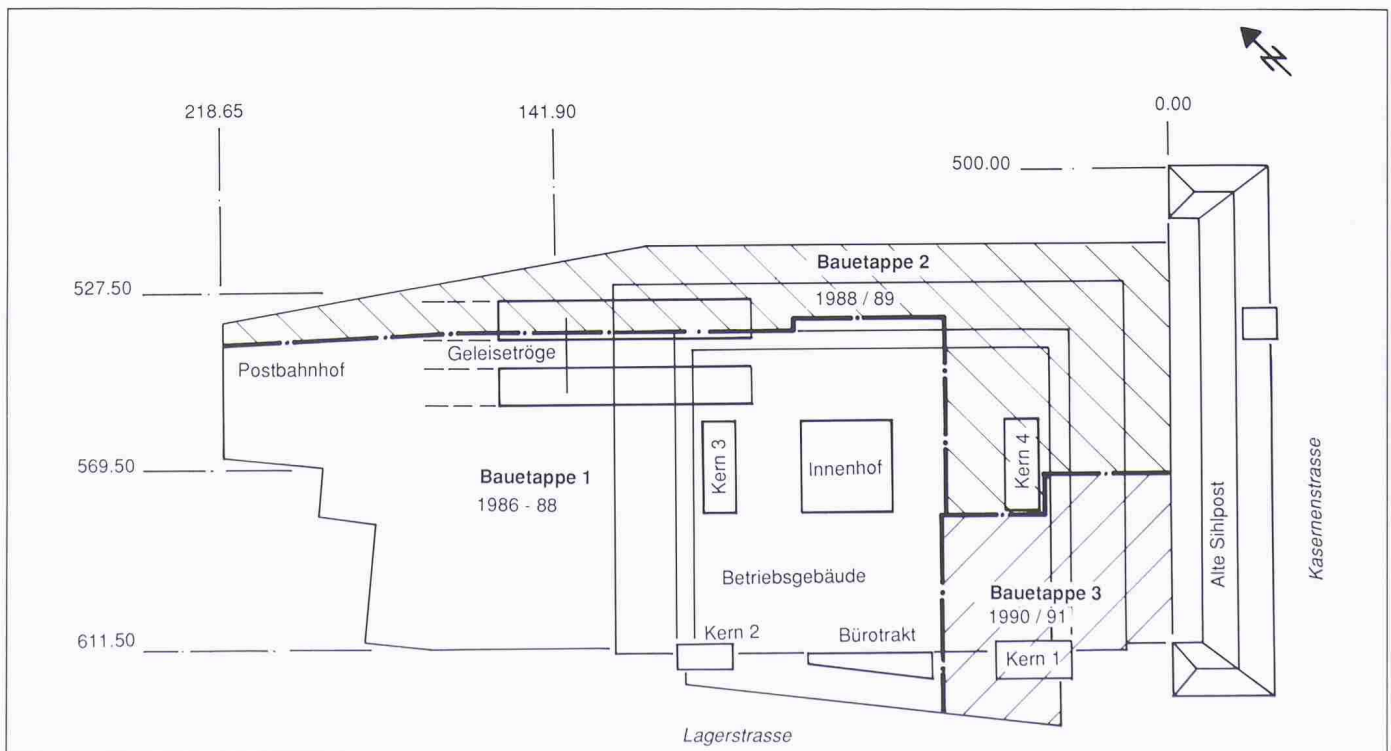 N
218.65
141.90
0.00
500.00
Bauetappe 2
1988 / 89
527.50
Postbahnhof
Geleisetröge
569.50
Bauetappe 1
1986 - 88
Kern 3
Innenhof
Kern 4
Alte Sihlpost
Kasernenstrasse
Betriebsgebäude
Bauetappe 3
1990 / 91
611.50
Kern 2
Bürotrakt
Kern 1
Lagerstrasse